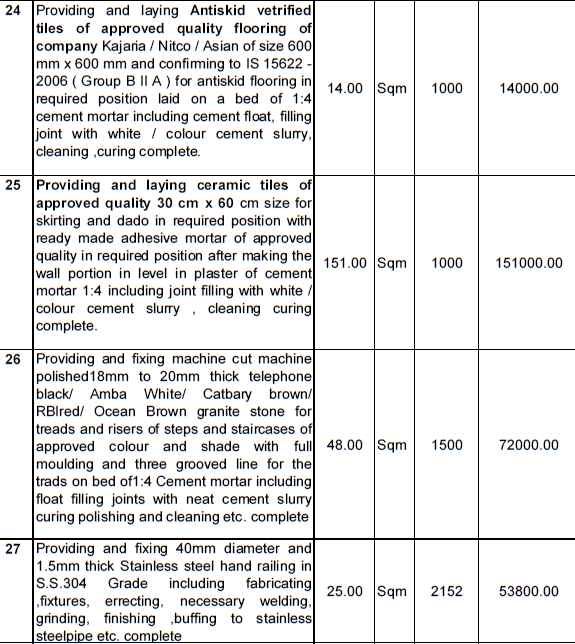 24 Providing and laying Antiskid vetrified
tiles of approved quality flooring of
company Kajaria / Nitco / Asian of size 600
mm x 600 mm and confirming to IS 15622 -
2006 ( Group B II A ) for antiskid flooring in
required position laid on a bed of 1:4
cement mortar including cement float, filling
joint with white / colour cement slurry,
cleaning ,curing complete.
14.00 Sqm 1000 14000.00
25 Providing and laying ceramic tiles of
approved quality 30 cm x 60 cm size for
skirting and dado in required position with
ready made adhesive mortar of approved
quality in required position after making the
wall portion in level in plaster of cement
mortar 1:4 including joint filling with white /
colour cement slurry , cleaning curing
complete.
151.00 Sqm 1000 151000.00
26 Providing and fixing machine cut machine
polished18mm to 20mm thick telephone
black/ Amba White/ Catbary brown/
RBIred/ Ocean Brown granite stone for
treads and risers of steps and staircases of
approved colour and shade with full
moulding and three grooved line for the
trads on bed of1:4 Cement mortar including
float filling joints with neat cement slurry
curing polishing and cleaning etc. complete
48.00 Sqm 1500 72000.00
27 Providing and fixing 40mm diameter and
1.5mm thick Stainless steel hand railing in
S.S.304 Grade including fabricating
,fixtures, errecting, necessary welding,
grinding, finishing ,buffing to stainless
steelpipe etc. complete
25.00 Sqm 2152 53800.00